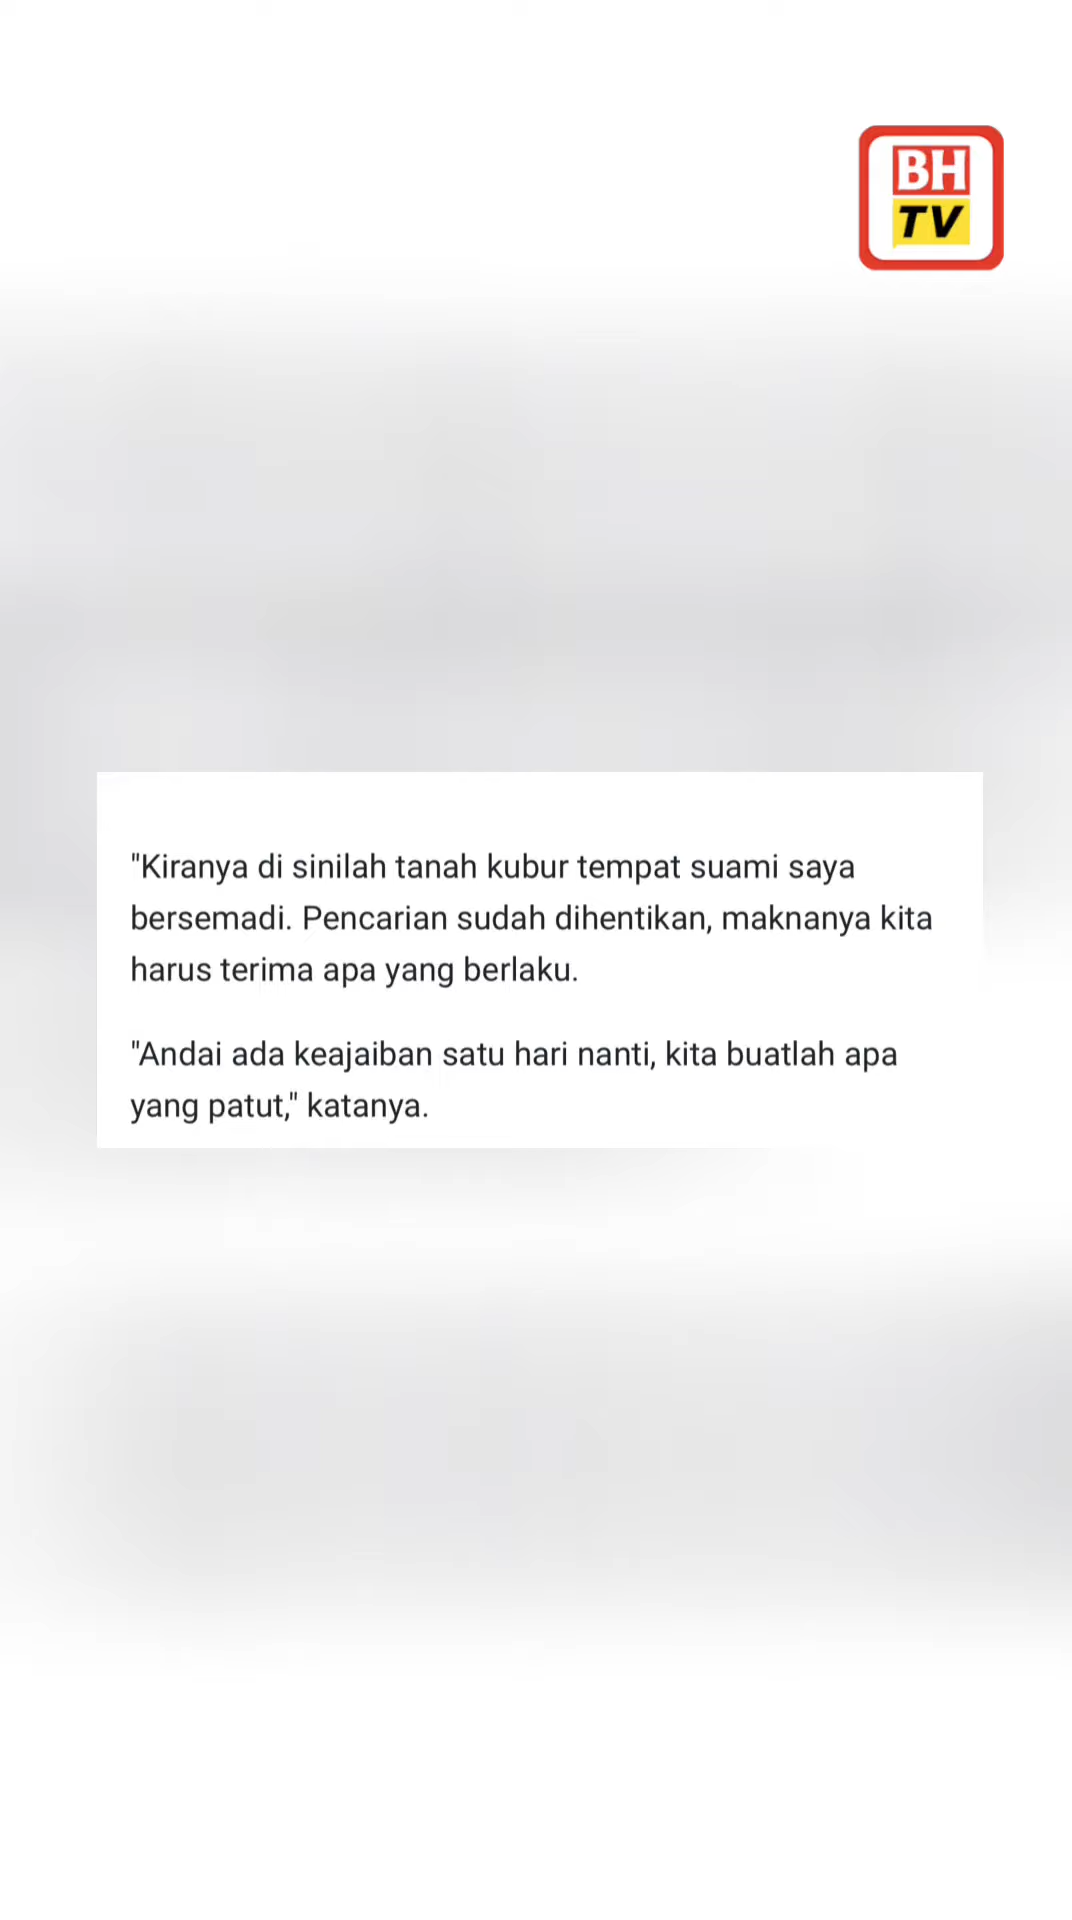 BH
TV
"Kiranya di sinilah tanah kubur tempat suami saya
bersemadi. Pencarian sudah dihentikan, maknanya kita
harus terima apa yang berlaku.
"Andai ada keajaiban satu hari nanti, kita buatlah apa
yang patut," katanya.